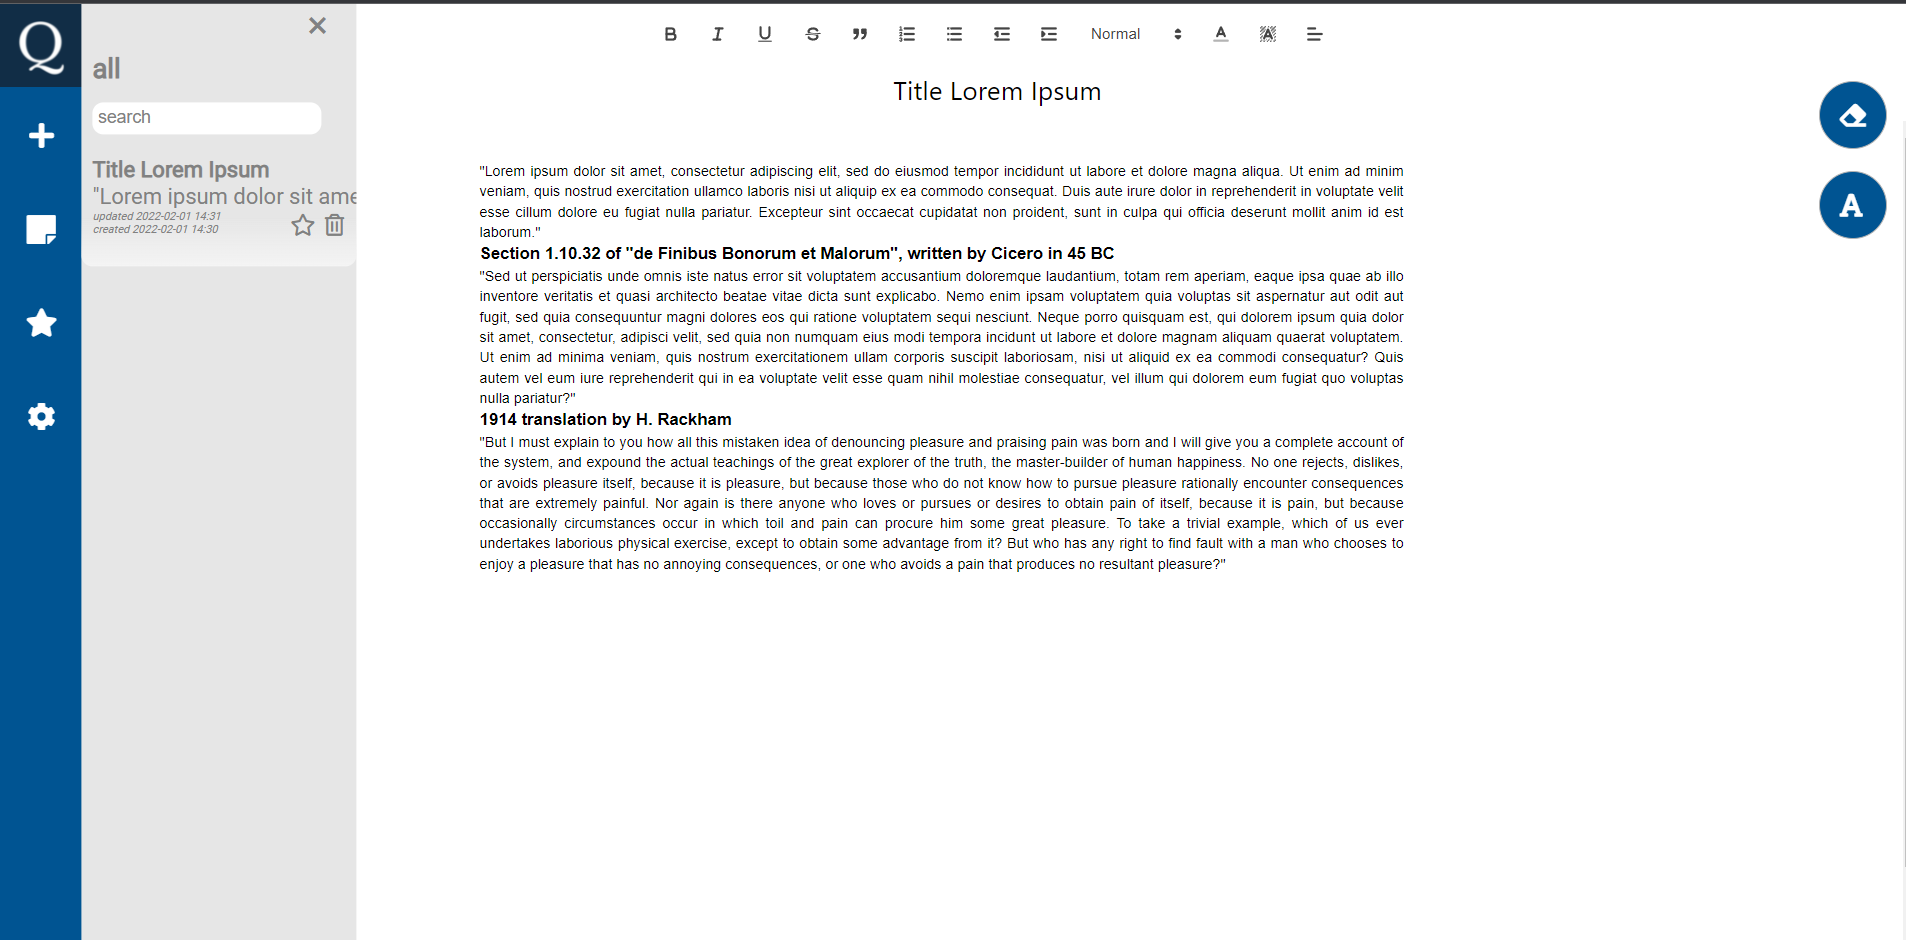 Q
all
search
Title Lorem Ipsum
"Lorem ipsum dolor sit ame
updated 2022-02-01 14:31
created 2022-02-01 14:30
B I U S Normal A A
Title Lorem Ipsum
A
"Lorem ipsum dolor sit amet, consectetur adipiscing elit, sed do eiusmod tempor incididunt ut labore et dolore magna aliqua. Ut enim ad minim
veniam, quis nostrud exercitation ullamco laboris nisi ut aliquip ex ea commodo consequat. Duis aute irure dolor in reprehenderit in voluptate velit
esse cillum dolore eu fugiat nulla pariatur. Excepteur sint occaecat cupidatat non proident, sunt in culpa qui officia deserunt mollit anim id est
laborum."
Section 1.10.32 of "de Finibus Bonorum et Malorum", written by Cicero in 45 BC
"Sed ut perspiciatis unde omnis iste natus error sit voluptatem accusantium doloremque laudantium, totam rem aperiam, eaque ipsa quae ab illo
inventore veritatis et quasi architecto beatae vitae dicta sunt explicabo. Nemo enim ipsam voluptatem quia voluptas sit aspernatur aut odit aut
fugit, sed quia consequuntur magni dolores eos qui ratione voluptatem sequi nesciunt. Neque porro quisquam est, qui dolorem ipsum quia dolor
sit amet, consectetur, adipisci velit, sed quia non numquam eius modi tempora incidunt ut labore et dolore magnam aliquam quaerat voluptatem.
Ut enim ad minima veniam, quis nostrum exercitationem ullam corporis suscipit laboriosam, nisi ut aliquid ex ea commodi consequatur? Quis
autem vel eum iure reprehenderit qui in ea voluptate velit esse quam nihil molestiae consequatur, vel illum qui dolorem eum fugiat quo voluptas
nulla pariatur?"
1914 translation by H. Rackham
"But I must explain to you how all this mistaken idea of denouncing pleasure and praising pain was born and I will give you a complete account of
the system, and expound the actual teachings of the great explorer of the truth, the master-builder of human happiness. No one rejects, dislikes,
or avoids pleasure itself, because it is pleasure, but because those who do not know how to pursue pleasure rationally encounter consequences
that are extremely painful. Nor again is there anyone who loves or pursues or desires to obtain pain of itself, because it is pain, but because
occasionally circumstances occur in which toil and pain can procure him some great pleasure. To take a trivial example, which of us ever
undertakes laborious physical exercise, except to obtain some advantage from it? But who has any right to find fault with a man who chooses to
enjoy a pleasure that has no annoying consequences, or one who avoids a pain that produces no resultant pleasure?"